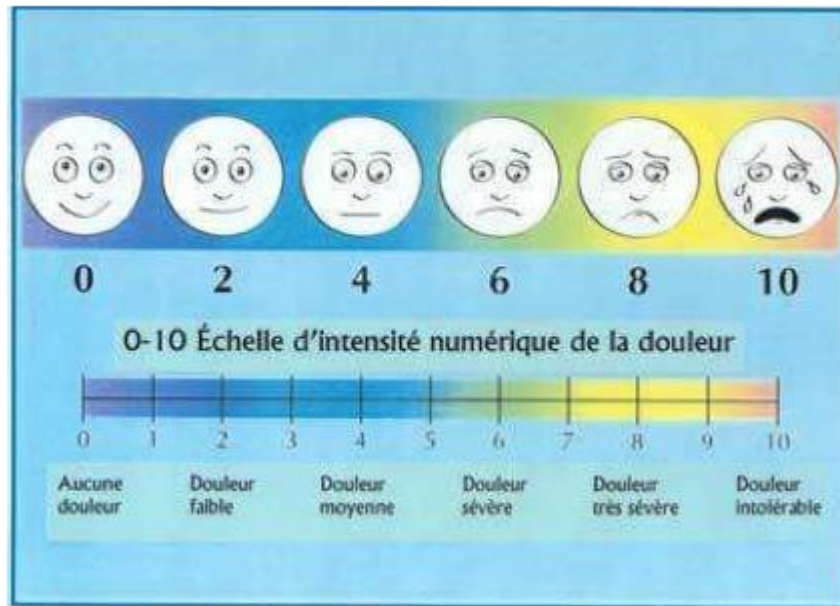 0 2 4 6 8 10
0-10 Échelle d'intensité numérique de la douleur
0 1 2 3 4 5 6 7 8 9 10
Aucune douleur
Douleur faible
Douleur moyenne
Douleur sévère
Douleur très sévère
Douleur intolérable